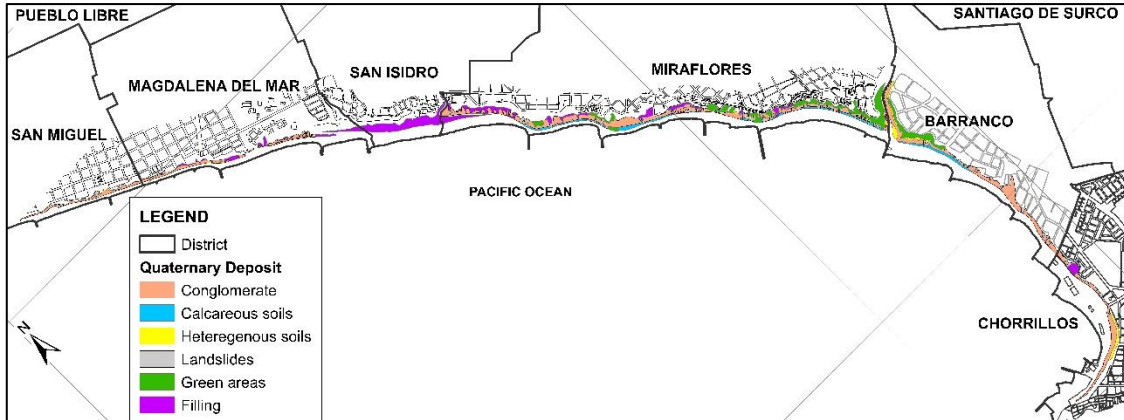 PUEBLO LIBRE
SANTIAGO DE SURCO
SAN ISIDRO
MIRAFLORES
MAGDALENA DEL MAR
SAN MIGUEL
BARRANCO
PACIFIC OCEAN
LEGEND
District
Quaternary Deposit
Conglomerate
Calcareous soils
Heteregenous soils
Landslides
Green areas
Filling
CHORRILLOS
N